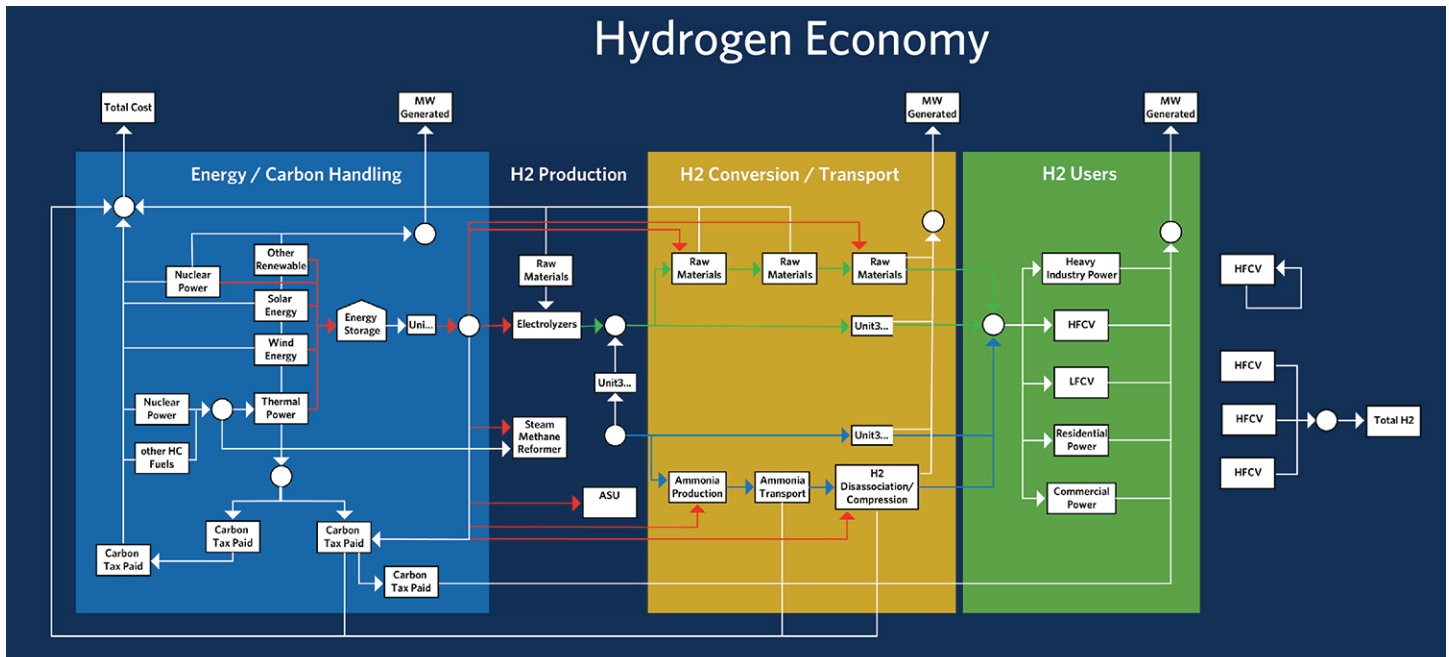 Hydrogen Economy
Total Cost
MW
Generated
MW
Generated
MW
Generated
Energy / Carbon Handling
H2 Production
H2 Conversion / Transport
H2 Users
Other
Renewable
Nuclear
Power
Solar
Energy
Wind
Energy
Energy
Storage
Uni...
Nuclear
Power
Thermal
Power
other HC
Fuels
Carbon
Tax Paid
Carbon
Tax Paid
Carbon
Tax Paid
Carbon
Tax Paid
Raw
Materials
Electrolyzers
Unit3...
Steam
Methane
Reformer
ASU
Raw
Materials
Raw
Materials
Raw
Materials
Unit3...
Unit3...
Ammonia
Production
Ammonia
Transport
H2
Disassociation/
Compression
Heavy
Industry Power
HFCV
LFCV
Residential
Power
Commercial
Power
HFCV
HFCV
HFCV
HFCV
Total H2